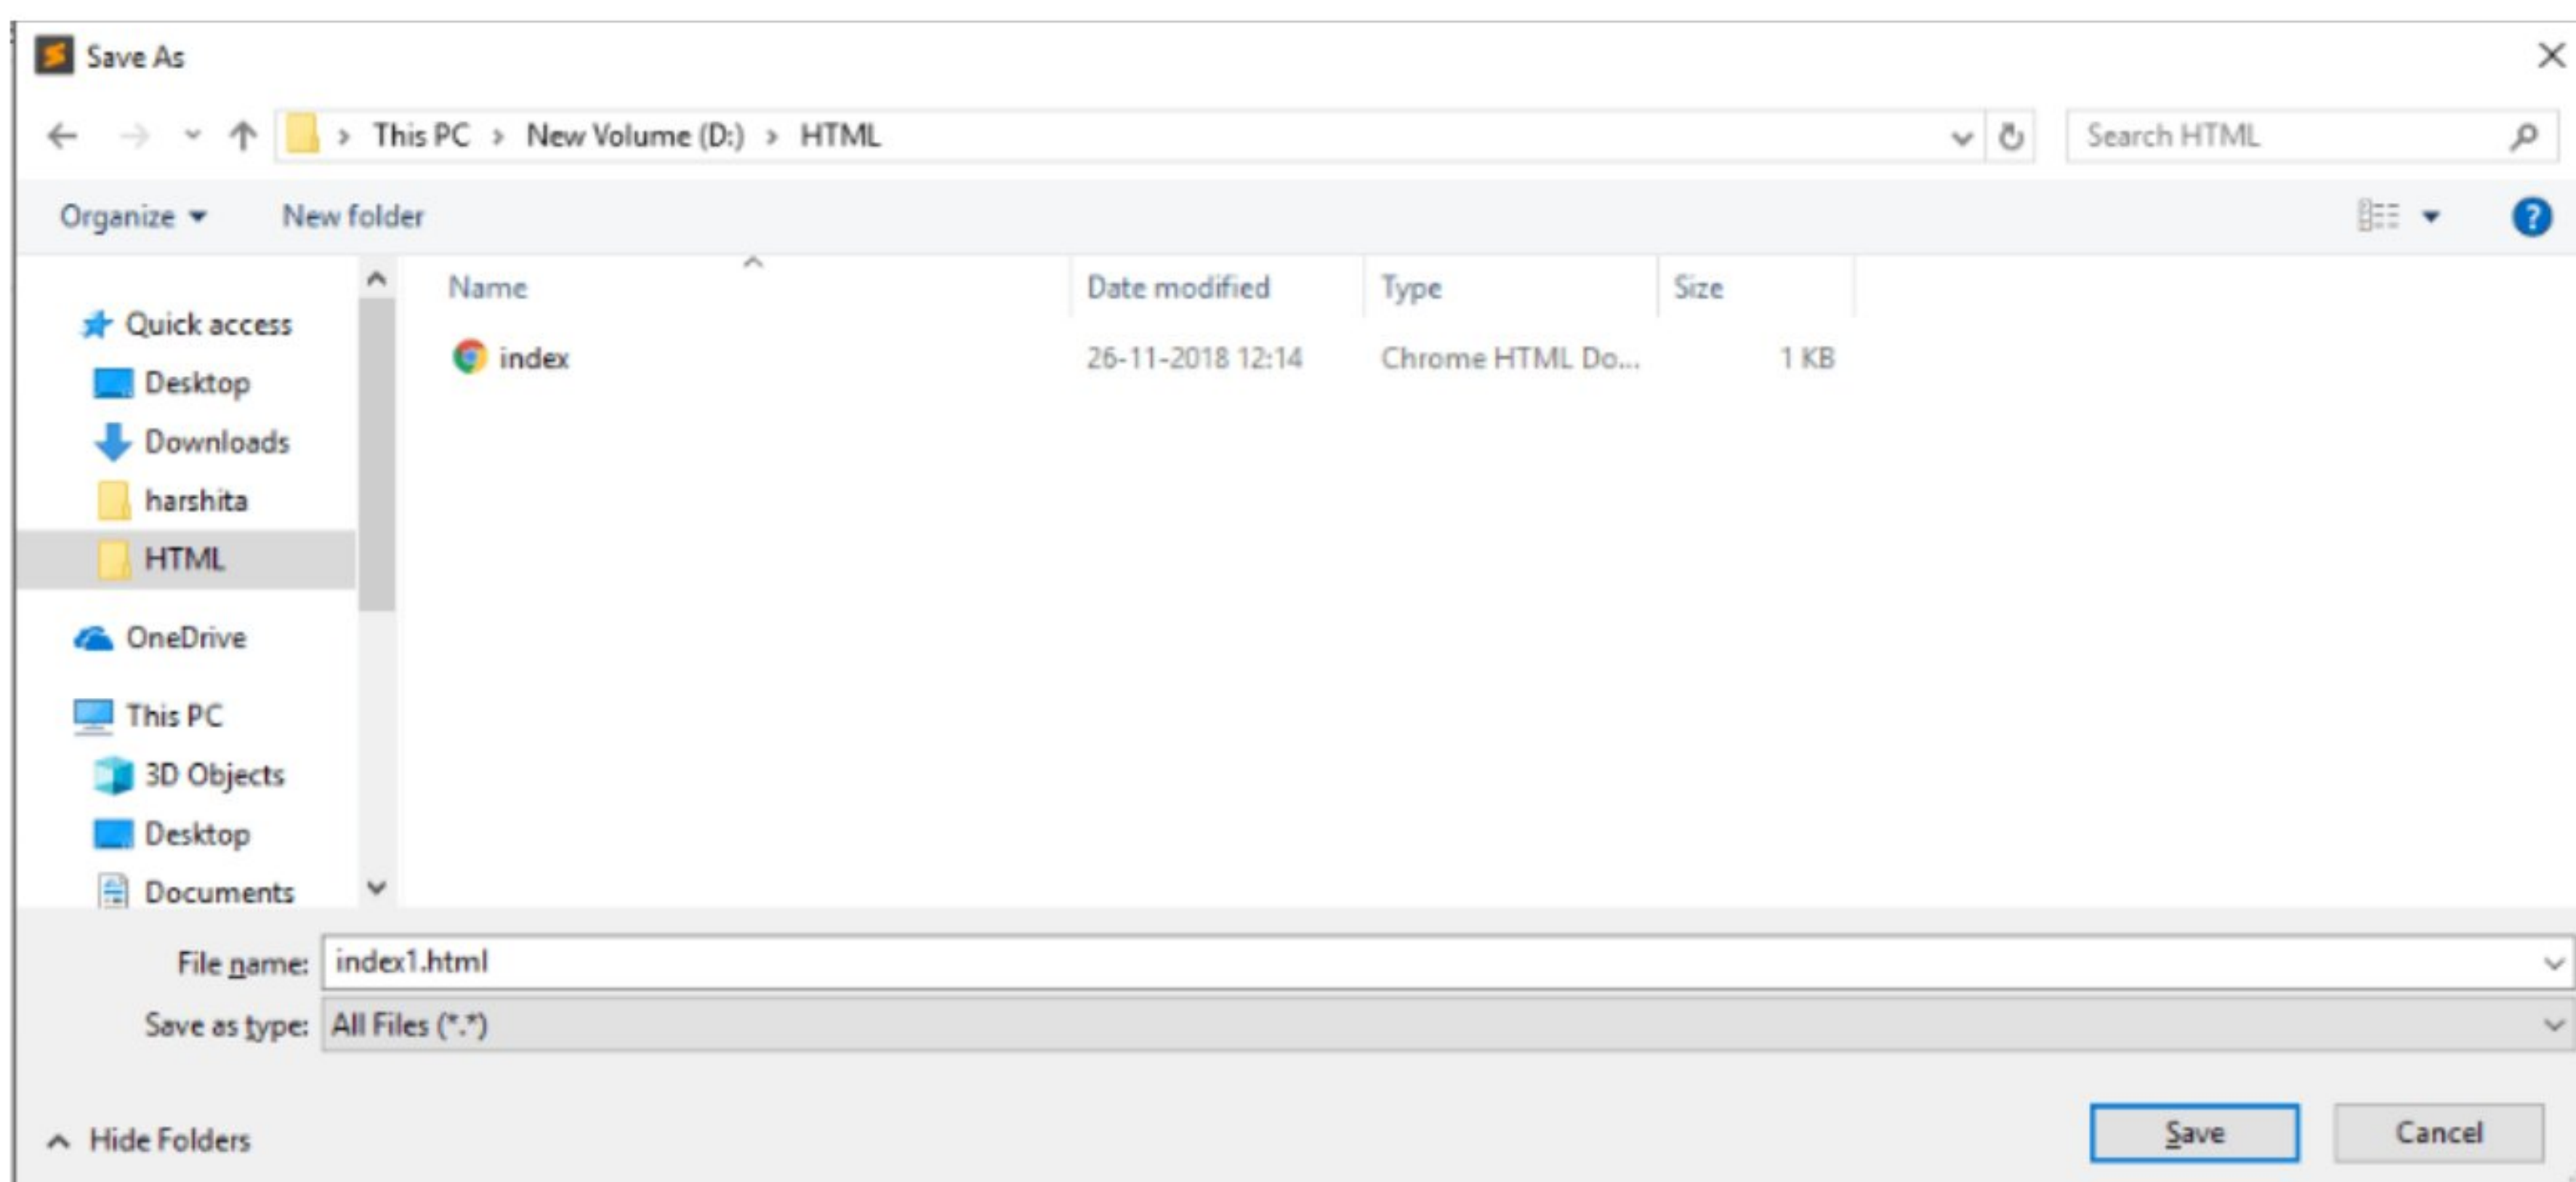 Save As
This PC > New Volume (D:) > HTML
Search HTML
Organize
New folder
Name
Date modified
Type
Size
Quick access
Desktop
Downloads
harshita
HTML
OneDrive
This PC
3D Objects
Desktop
Documents
index
26-11-2018 12:14
Chrome HTML Do...
1 KB
File name: index1.html
Save as type: All Files (*.*)
Hide Folders
Save
Cancel